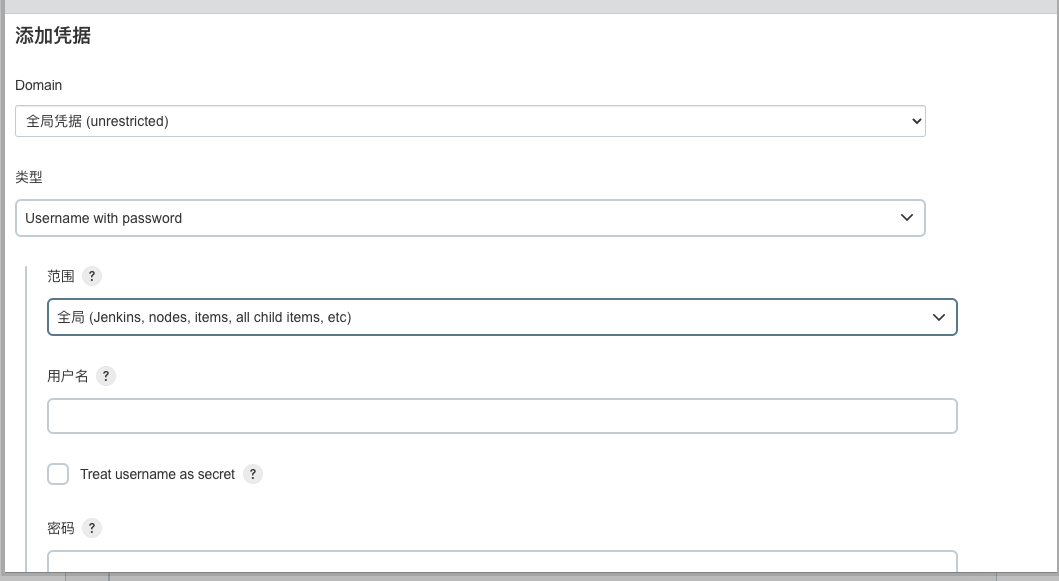 添加凭据
Domain
全局凭据 (unrestricted)
类型
Username with password
范围 ?
全局 (Jenkins, nodes, items, all child items, etc)
用户名 ?
Treat username as secret ?
密码 ?